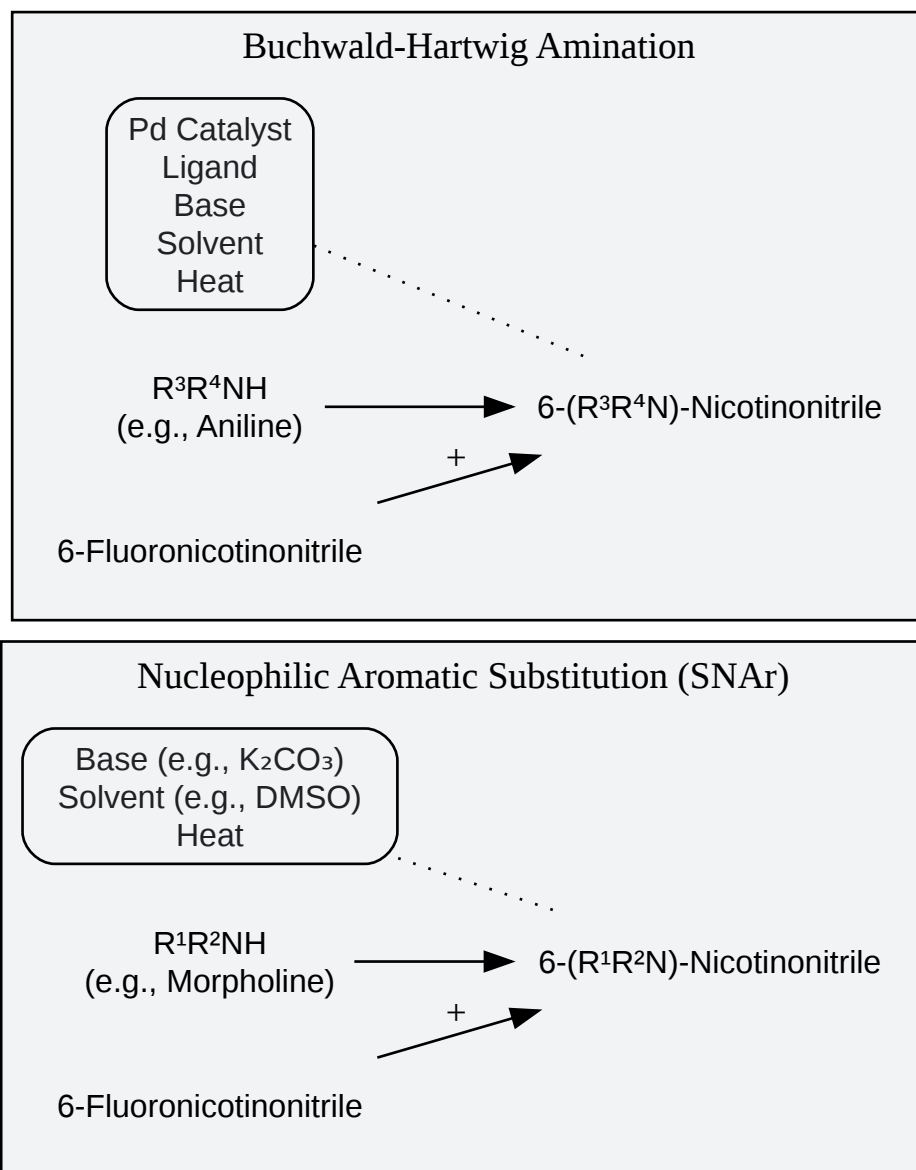 Buchwald-Hartwig Amination
Pd Catalyst
Ligand
Base
Solvent
Heat
R³R⁴NH
(e.g., Aniline)
6-(R³R⁴N)-Nicotinonitrile
+
6-Fluoronicotinonitrile
Nucleophilic Aromatic Substitution (SNAr)
Base (e.g., K₂CO₃)
Solvent (e.g., DMSO)
Heat
R¹R²NH
(e.g., Morpholine)
6-(R¹R²N)-Nicotinonitrile
+
6-Fluoronicotinonitrile